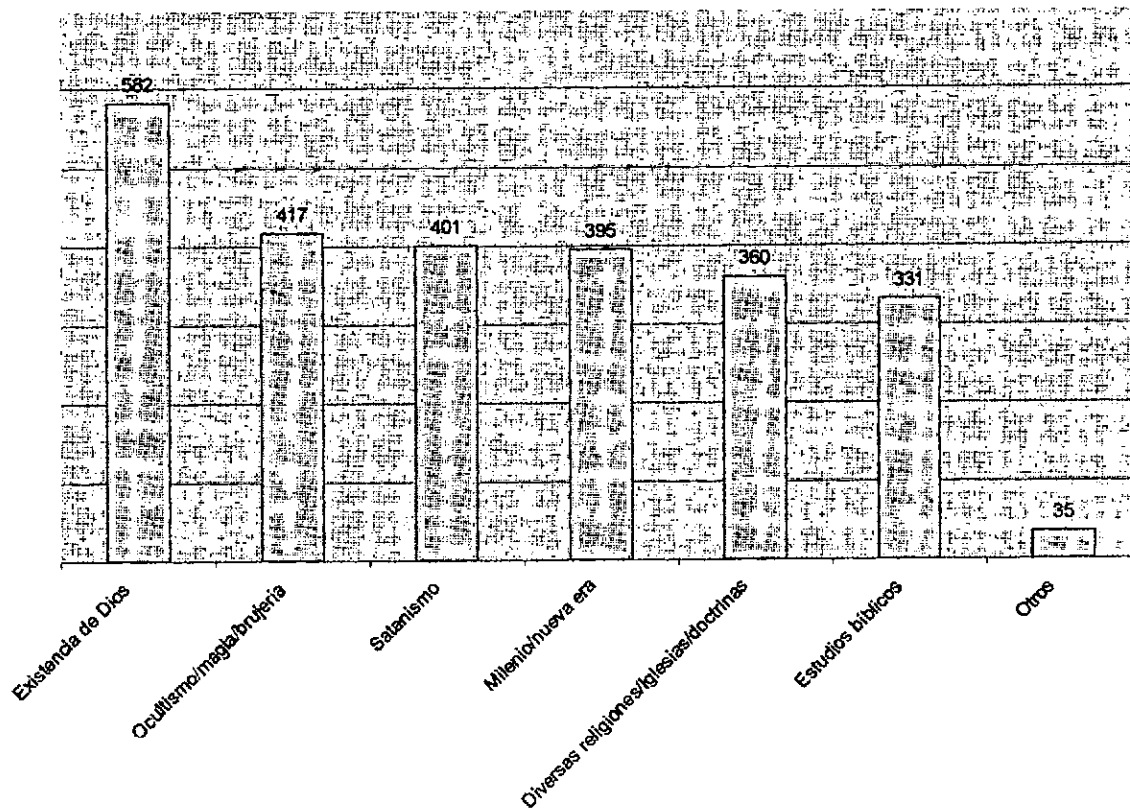 582
417
401
395
360
331
35
Existencia de Dios
Ocultismo/magia/brujería
Satanismo
Milenio/nueva era
Diversas religiones/iglesias/doctrinas
Estudios bíblicos
Otros